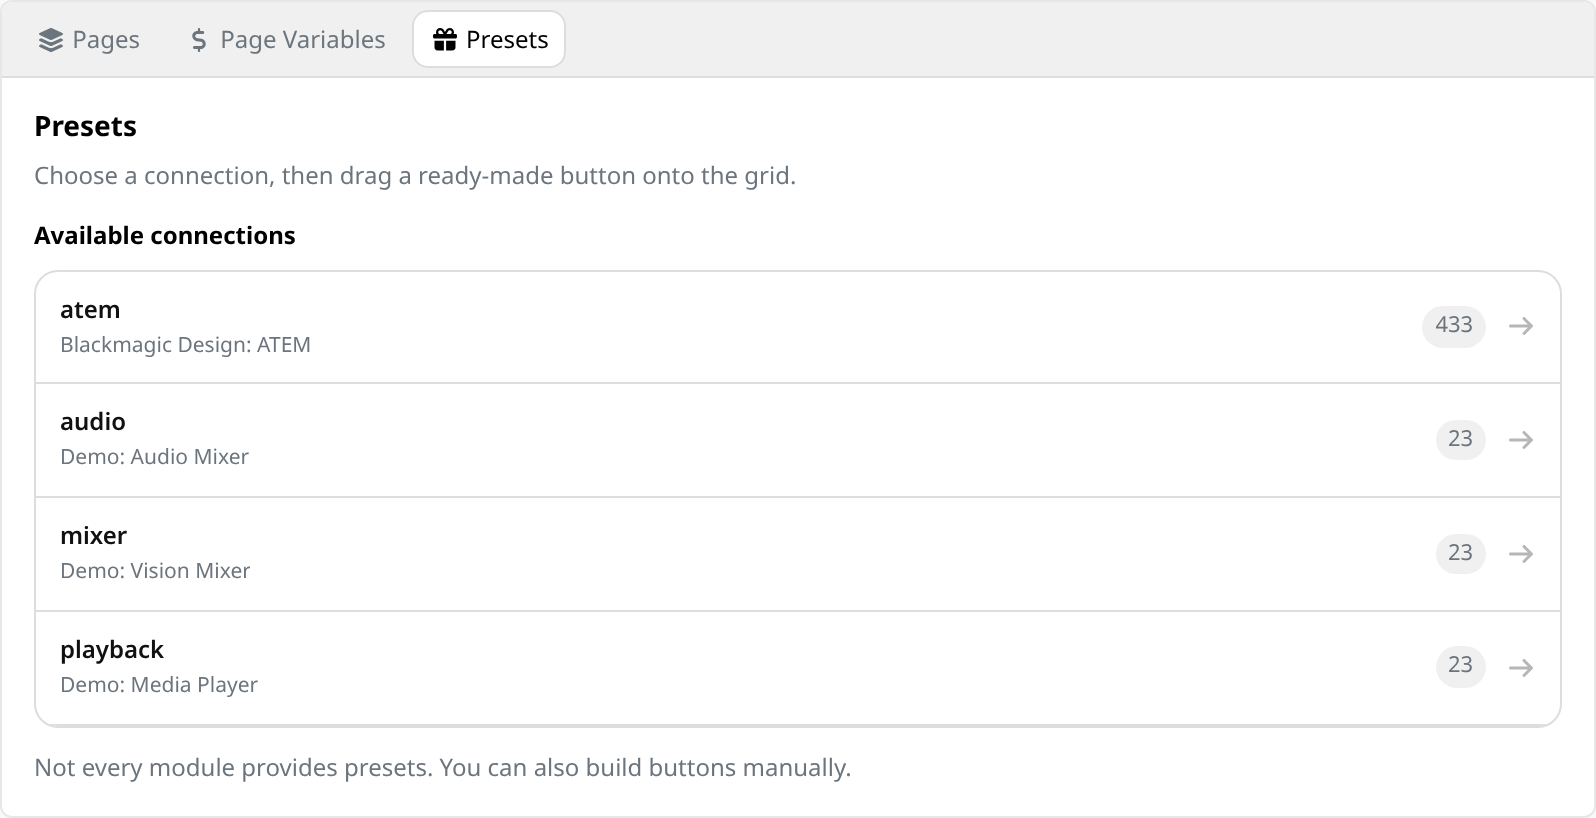 Pages
Page Variables
Presets
Presets
Choose a connection, then drag a ready-made button onto the grid.
Available connections
atem
Blackmagic Design: ATEM
433
audio
Demo: Audio Mixer
23
mixer
Demo: Vision Mixer
23
playback
Demo: Media Player
23
Not every module provides presets. You can also build buttons manually.